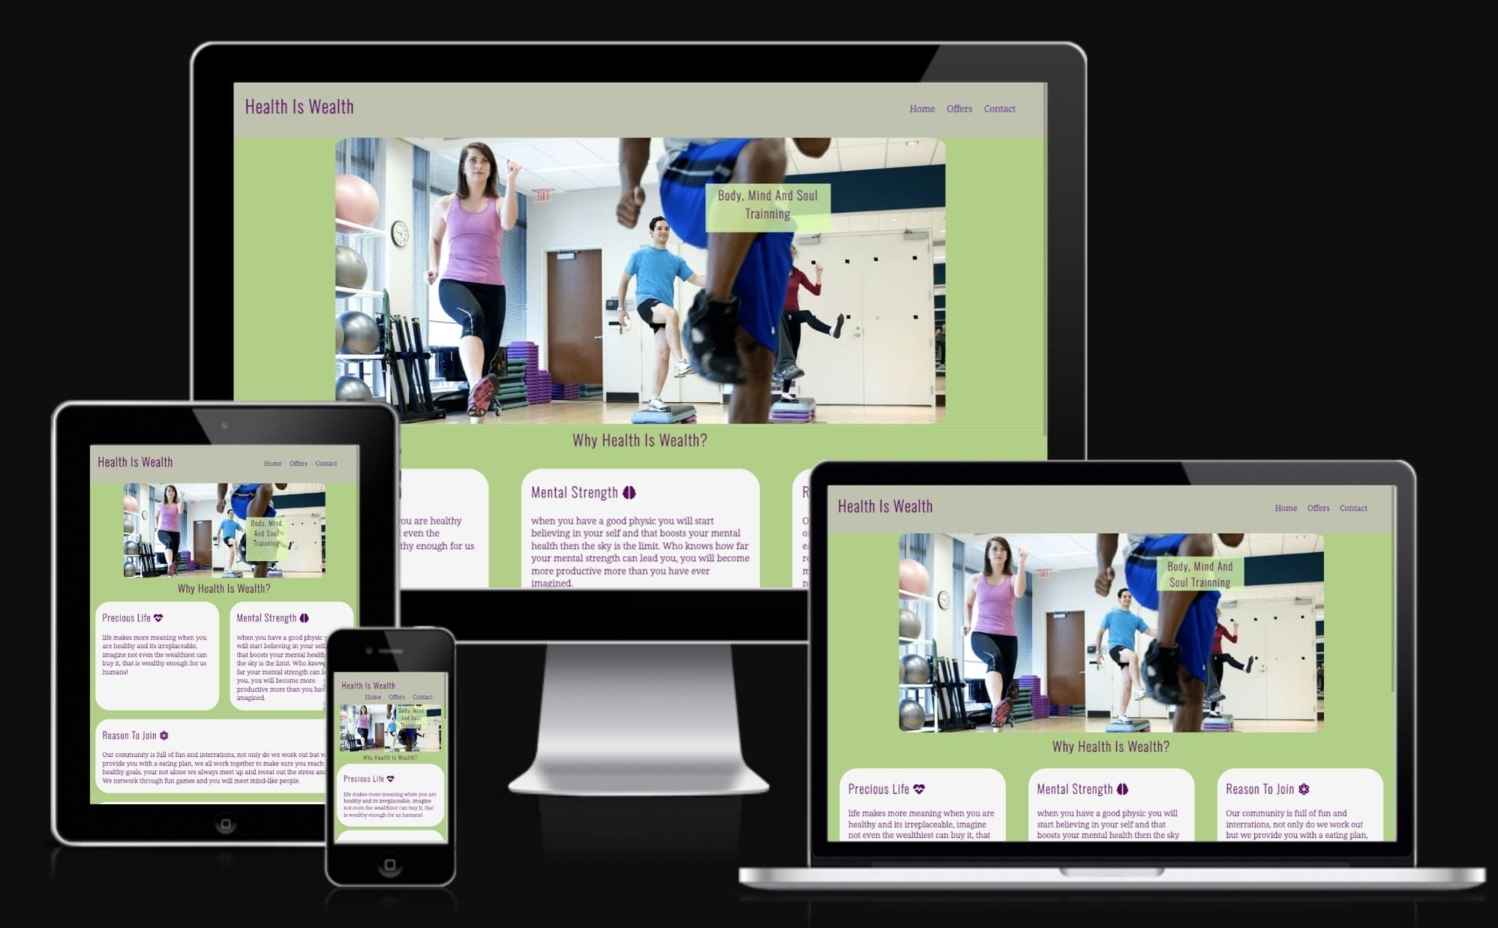 Health Is Wealth
Home Offers Contact
Body, Mind And Soul
Trainning
Why Health Is Wealth?
ou are healthy
even the
thy enough for us
Mental Strength
when you have a good physic you will start
believing in your self and that boosts your mental
health then the sky is the limit. Who knows how far
your mental strength can lead you, you will become
more productive more than you have ever
imagined.
Health Is Wealth
Home Offers Contact
Body, Mind
And Soul
Trainning
Why Health Is Wealth?
Precious Life
life makes more meaning when you
are healthy and its irreplaceable,
imagine not even the wealthiest can
buy it, that is wealthy enough for us
humans!
Mental Strength
when you have a good physic y
will start believing in your self
that boosts your mental health
the sky is the limit. Who know
far your mental strength can l
you, you will become more
productive more than you hav
imagined.
Reason To Join
Our community is full of fun and interrations, not only do we work out but w
provide you with a eating plan, we all work together to make sure you reach
healthy goals, your not alone we always meet up and sweat out the stress and
We network through fun games and you will meet mind-like people.
Health Is Wealth
Home Offers Contact
Body, Mind
And Soul
Trainning
Why Health Is Wealth?
Precious Life
life makes more meaning when you are
healthy and its irreplaceable, imagine
not even the wealthiest can buy it, that
is wealthy enough for us humans!
Health Is Wealth
Home Offers Contact
Body, Mind And
Soul Trainning
Why Health Is Wealth?
Precious Life
life makes more meaning when you are
healthy and its irreplaceable, imagine
not even the wealthiest can buy it, that
Mental Strength
when you have a good physic you will
start believing in your self and that
boosts your mental health then the sky
Reason To Join
Our community is full of fun and
interrations, not only do we work out
but we provide you with a eating plan,